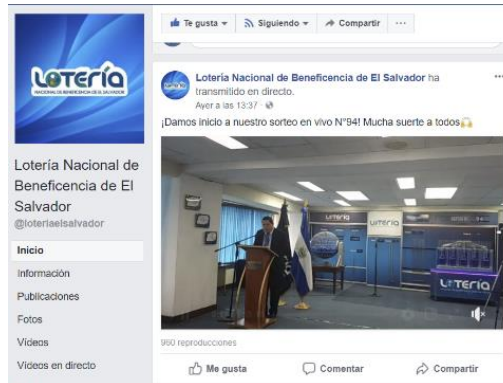 LOTERÍA
NACIONAL DE BENEFICENCIA DE EL SALVADOR
Lotería Nacional de
Beneficencia de El
Salvador
@loteriaelsalvador
Inicio
Información
Publicaciones
Fotos
Vídeos
Vídeos en directo
Te gusta
Siguiendo
Compartir
Lotería Nacional de Beneficencia de El Salvador ha
transmitido en directo.
Ayer a las 13:37
¡Damos inicio a nuestro sorteo en vivo N°94! Mucha suerte a todos
LOTERÍA
LOTERÍA
LOTERÍA
960 reproducciones
Me gusta
Comentar
Compartir